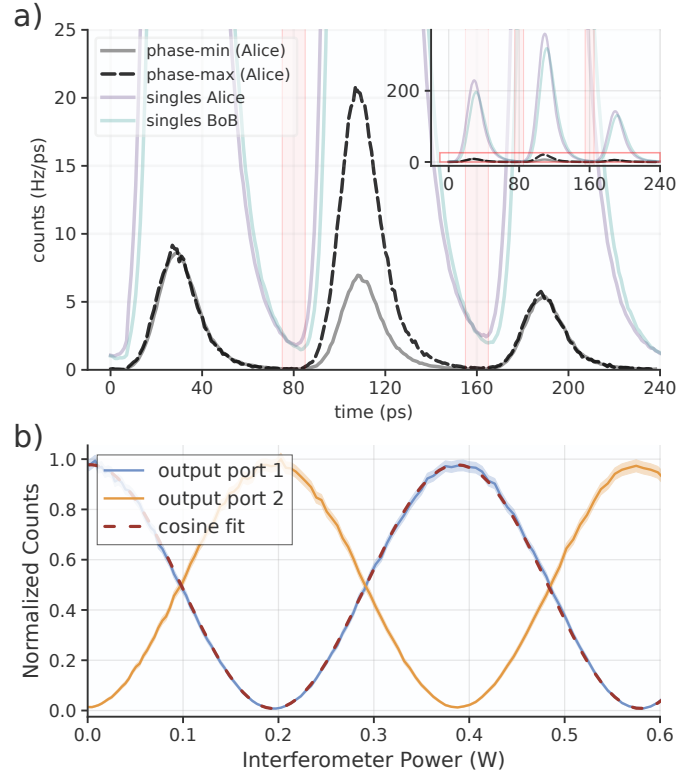 a)
25
20
15
10
5
0
counts (Hz/ps)
phase-min (Alice)
phase-max (Alice)
singles Alice
singles BoB
200
0
0 80 160 240
0 40 80 120 160 200 240
time (ps)
b)
1.0
0.8
0.6
0.4
0.2
0.0
Normalized Counts
output port 1
output port 2
cosine fit
0.0 0.1 0.2 0.3 0.4 0.5 0.6
Interferometer Power (W)